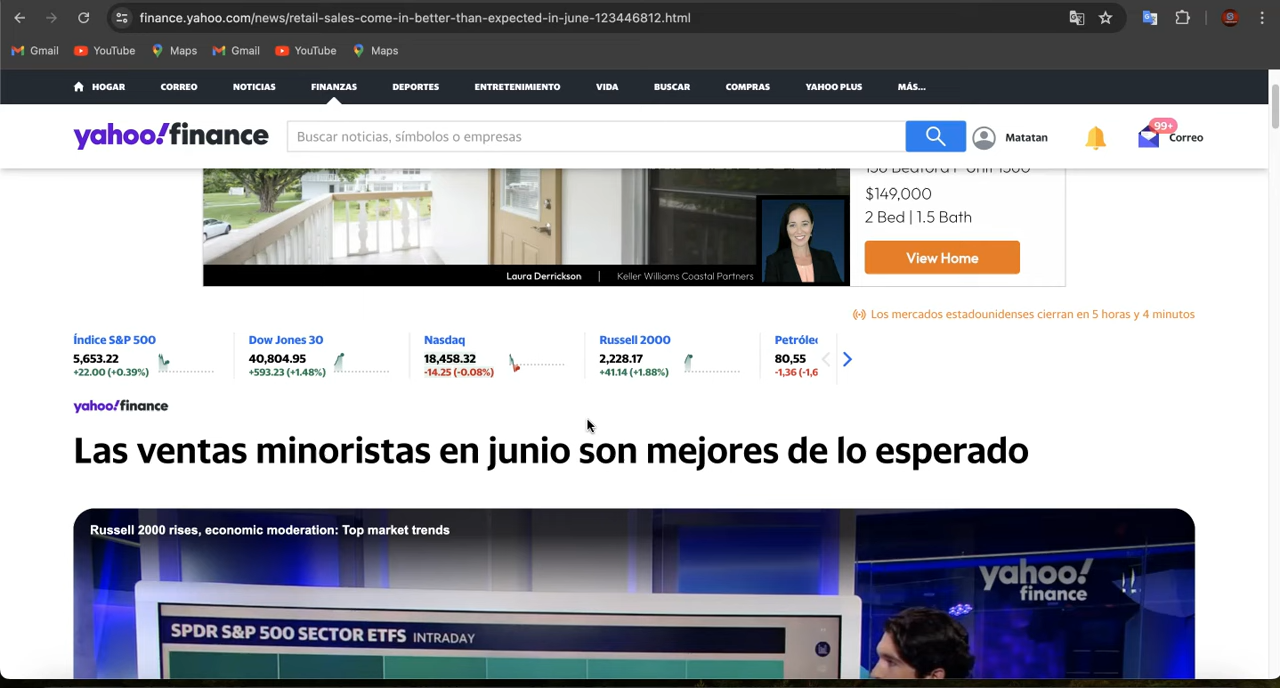 finance.yahoo.com/news/retail-sales-come-in-better-than-expected-in-june-123446812.html
Gmail YouTube Maps Gmail YouTube Maps
HOGAR CORREO NOTICIAS FINANZAS DEPORTES ENTRETENIMIENTO VIDA BUSCAR COMPRAS YAHOO PLUS MÁS...
yahoo!finance Buscar noticias, símbolos o empresas Matatan 99+ Correo
$149,000
2 Bed | 1.5 Bath
View Home
Laura Derrickson | Keller Williams Coastal Partners
Los mercados estadounidenses cierran en 5 horas y 4 minutos
Índice S&P 500 Dow Jones 30 Nasdaq Russell 2000
5,653.22 40,804.95 18,458.32 2,228.17 80,55
+22.00 (+0.39%) +593.23 (+1.48%) -14.25 (-0.08%) +41.14 (+1.88%) -1,36 (-1,6
yahoo!finance
Las ventas minoristas en junio son mejores de lo esperado
Russell 2000 rises, economic moderation: Top market trends
yahoo!
finance
SPDR S&P 500 SECTOR ETFS INTRADAY